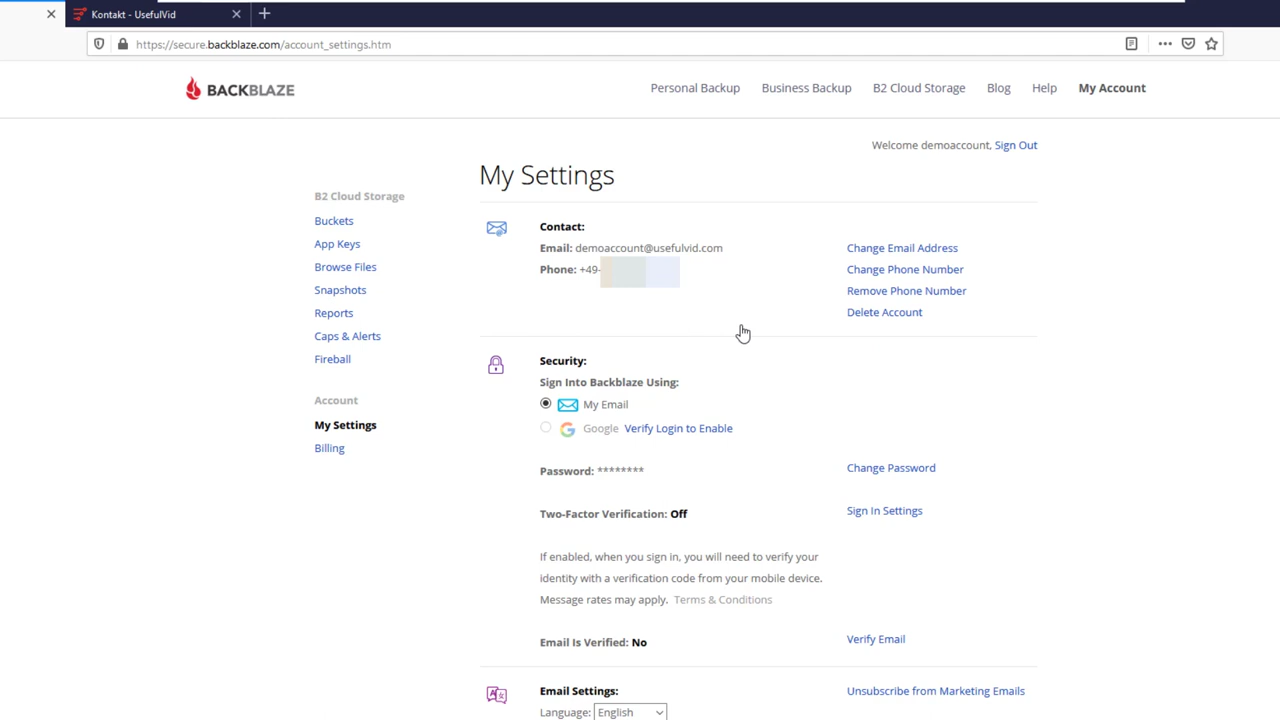 Kontakt - UsefulVid
https://secure.backblaze.com/account_settings.htm
BACKBLAZE
Personal Backup Business Backup B2 Cloud Storage Blog Help My Account
Welcome demoaccount, Sign Out
My Settings
B2 Cloud Storage
Buckets
App Keys
Browse Files
Snapshots
Reports
Caps & Alerts
Fireball
Account
My Settings
Billing
Contact:
Email: demoaccount@usefulvid.com Change Email Address
Phone: +49- Change Phone Number
Remove Phone Number
Delete Account
Security:
Sign Into Backblaze Using:
My Email
Google Verify Login to Enable
Password: ******** Change Password
Two-Factor Verification: Off Sign In Settings
If enabled, when you sign in, you will need to verify your
identity with a verification code from your mobile device.
Message rates may apply. Terms & Conditions
Email Is Verified: No Verify Email
Email Settings: Unsubscribe from Marketing Emails
Language: English